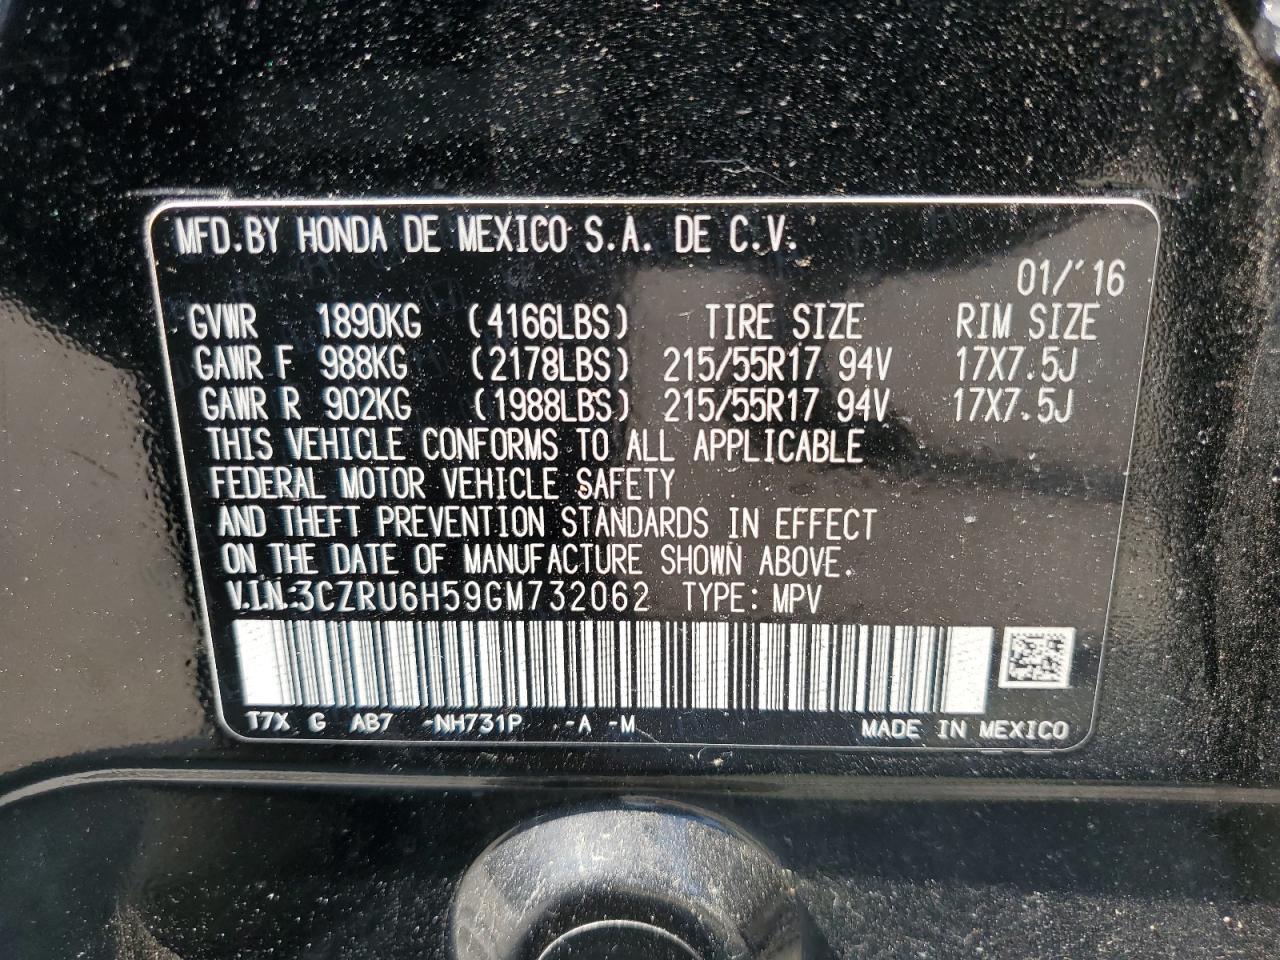 MFD.BY HONDA DE MEXICO S.A. DE C.V.
01/'16
GVWR 1890KG (4166LBS) TIRE SIZE RIM SIZE
GAWR F 988KG (2178LBS) 215/55R17 94V 17X7.5J
GAWR R 902KG (1988LBS) 215/55R17 94V 17X7.5J
THIS VEHICLE CONFORMS TO ALL APPLICABLE
FEDERAL MOTOR VEHICLE SAFETY
AND THEFT PREVENTION STANDARDS IN EFFECT
ON THE DATE OF MANUFACTURE SHOWN ABOVE.
V.I.N.:3CZRU6H59GM732062 TYPE: MPV
T7X G AB7 -NH731P -A -M MADE IN MEXICO